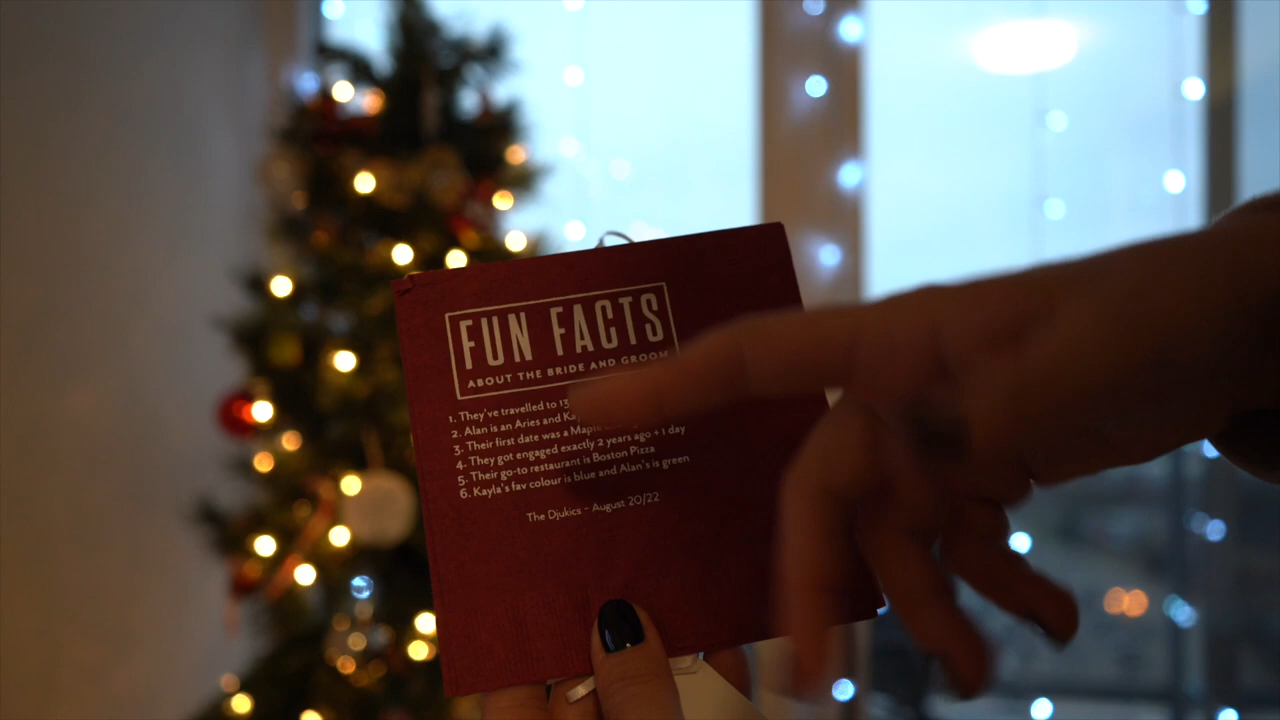 FUN FACTS
ABOUT THE BRIDE AND GROOM
1. They've travelled to 13
2. Alan is an Aries and
3. Their first date was a Maple
4. They got engaged exactly 2 years ago + 1 day
5. Their go-to restaurant is Boston Pizza
6. Kayla's fav colour is blue and Alan's is green
The Djukics - August 20/22